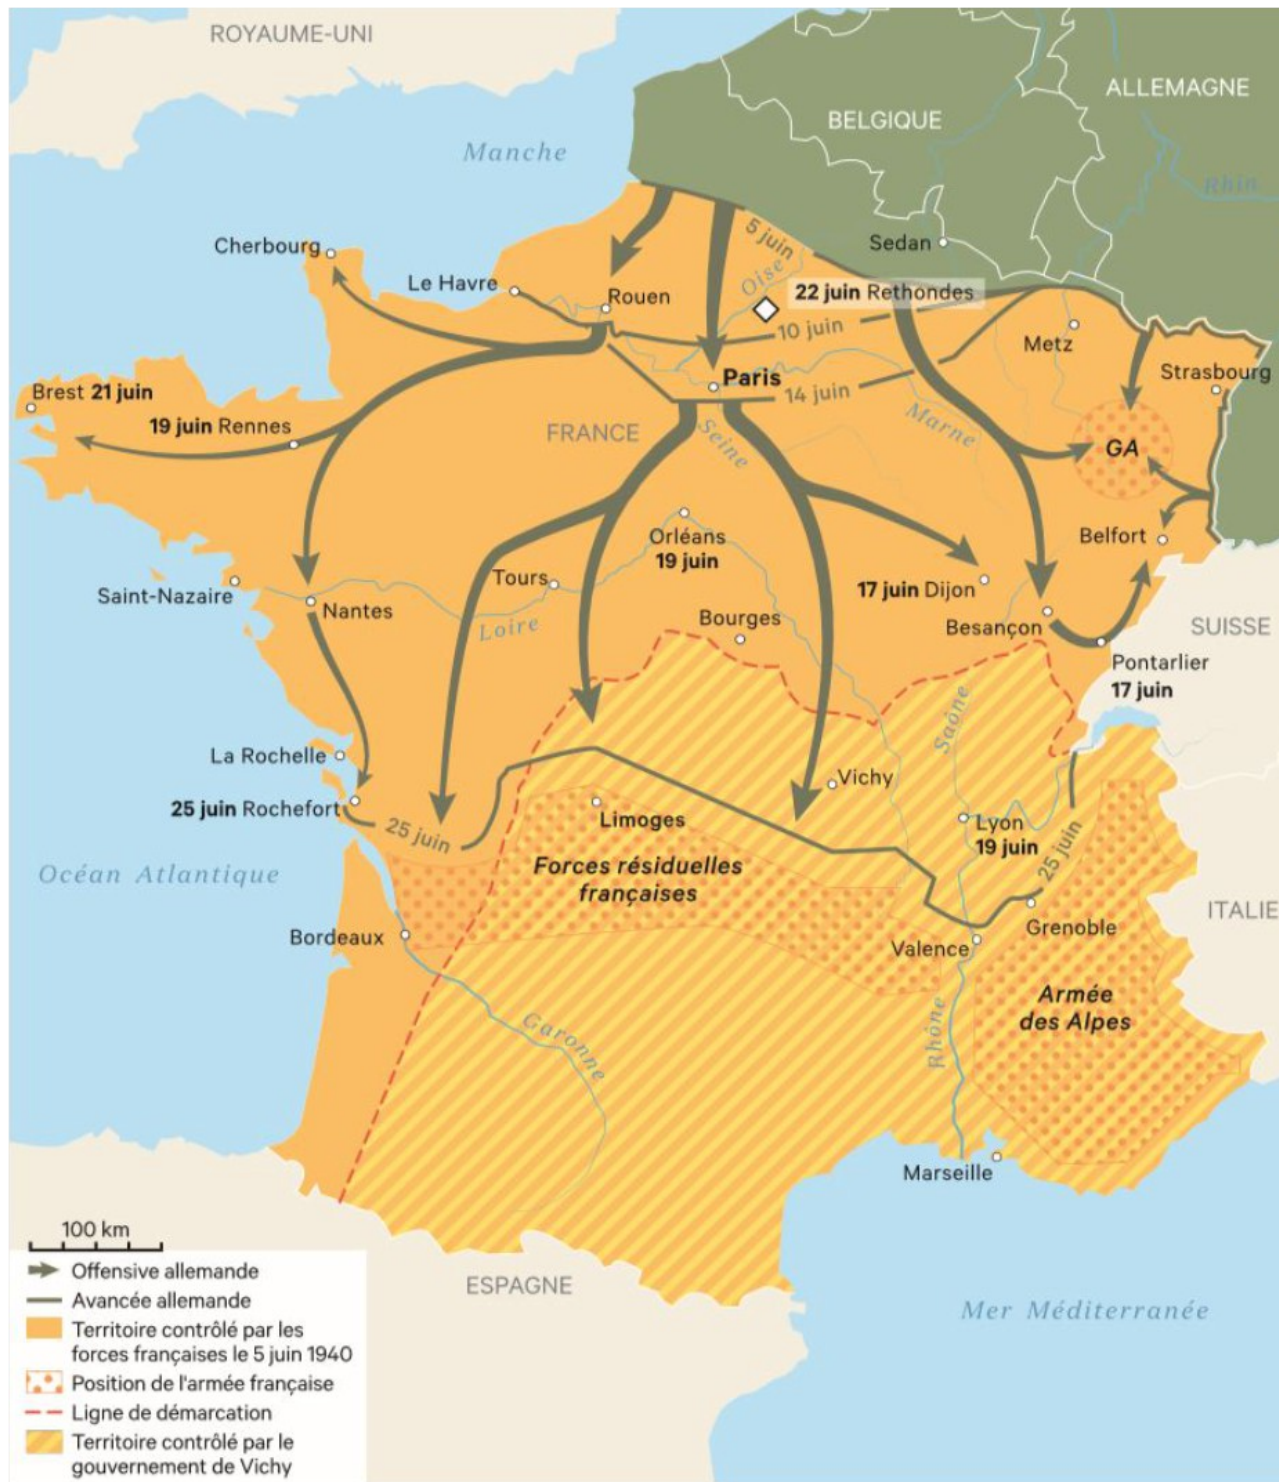 ROYAUME-UNI
ALLEMAGNE
BELGIQUE
Manche
Rhin
5 juin
Sedan
Cherbourg
Oise
Le Havre
Rouen
22 juin Rethondes
10 juin
Metz
Paris
Strasbourg
14 juin
Brest 21 juin
19 juin Rennes
Marne
FRANCE
Seine
GA
Orléans
19 juin
Belfort
Tours
17 juin Dijon
Saint-Nazaire
Nantes
Loire
Bourges
Besançon
SUISSE
Pontarlier
17 juin
Saône
La Rochelle
Vichy
25 juin Rochefort
25 juin
Limoges
Lyon
19 juin
25 juin
Forces résiduelles
françaises
Océan Atlantique
ITALIE
Bordeaux
Valence
Grenoble
Armée
des Alpes
Garonne
Rhône
Marseille
100 km
ESPAGNE
Mer Méditerranée
Offensive allemande
Avancée allemande
Territoire contrôlé par les
forces françaises le 5 juin 1940
Position de l'armée française
Ligne de démarcation
Territoire contrôlé par le
gouvernement de Vichy